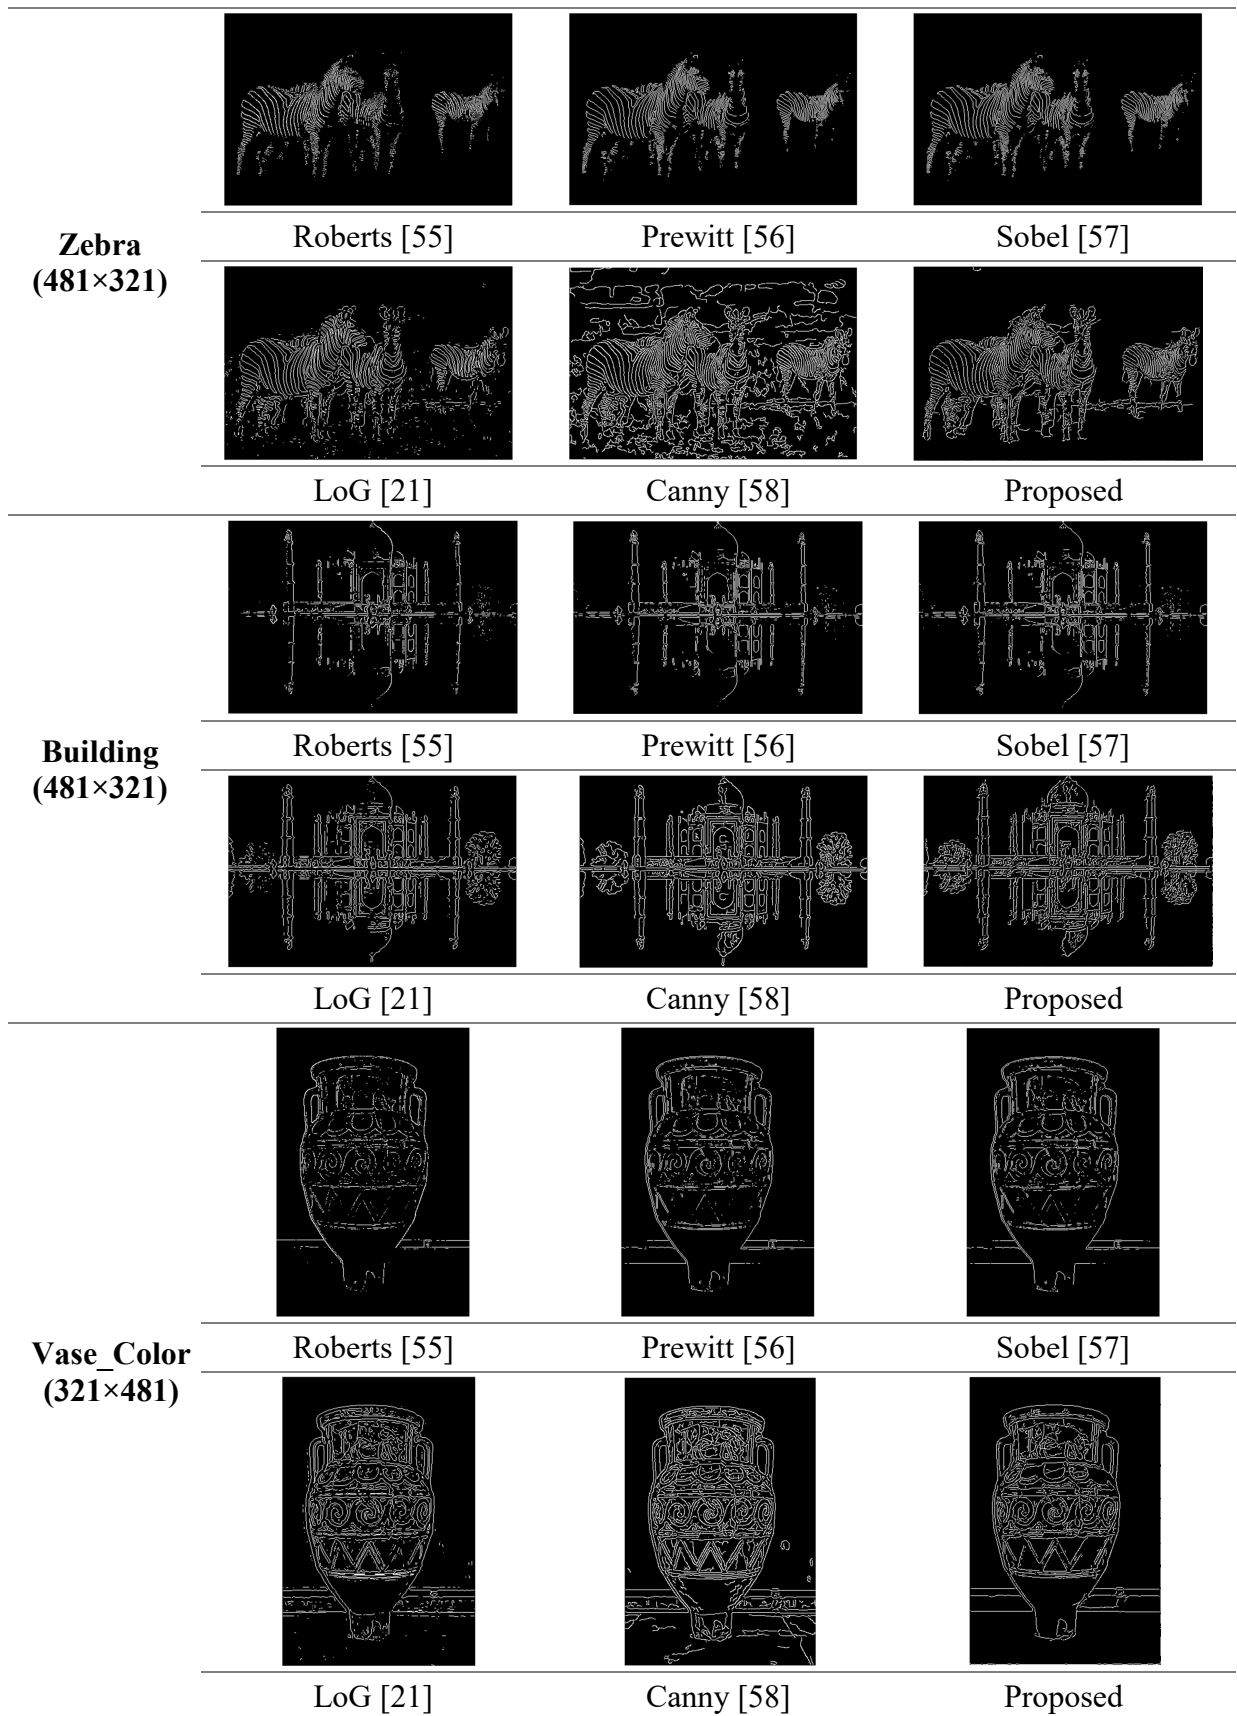 Zebra
(481×321)
Roberts [55] Prewitt [56] Sobel [57]
LoG [21] Canny [58] Proposed
Building
(481×321)
Roberts [55] Prewitt [56] Sobel [57]
LoG [21] Canny [58] Proposed
Vase_Color
(321×481)
Roberts [55] Prewitt [56] Sobel [57]
LoG [21] Canny [58] Proposed